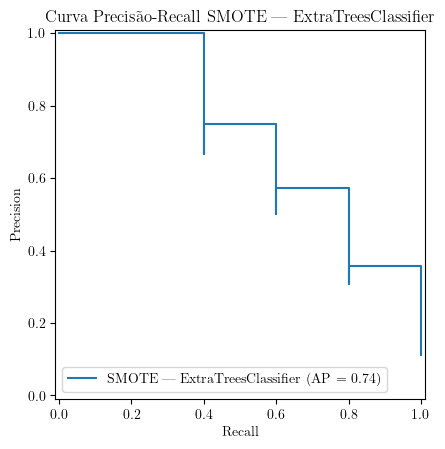 Curva Precisão-Recall SMOTE — ExtraTreesClassifier
1.0
0.8
0.6
0.4
0.2
0.0
Precision
SMOTE — ExtraTreesClassifier (AP = 0.74)
0.0 0.2 0.4 0.6 0.8 1.0
Recall